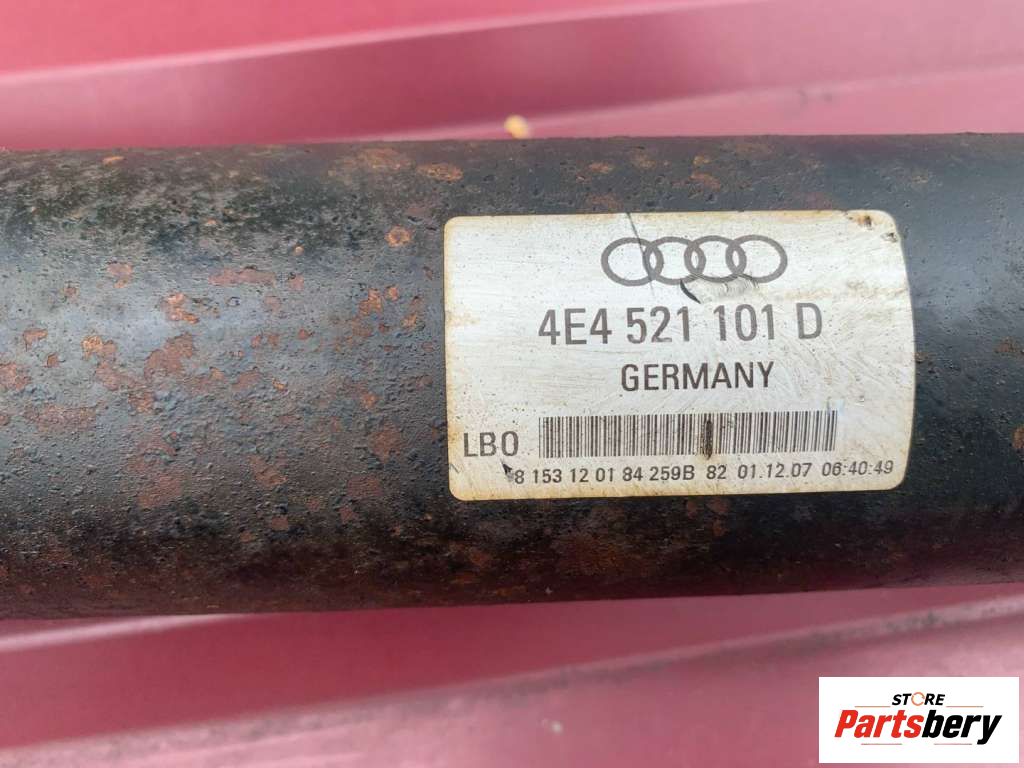 4E4 521 101 D
GERMANY
LBO
8 153 12 01 84 259B 82 01.12.07 06:40:49
STORE
Partsbery